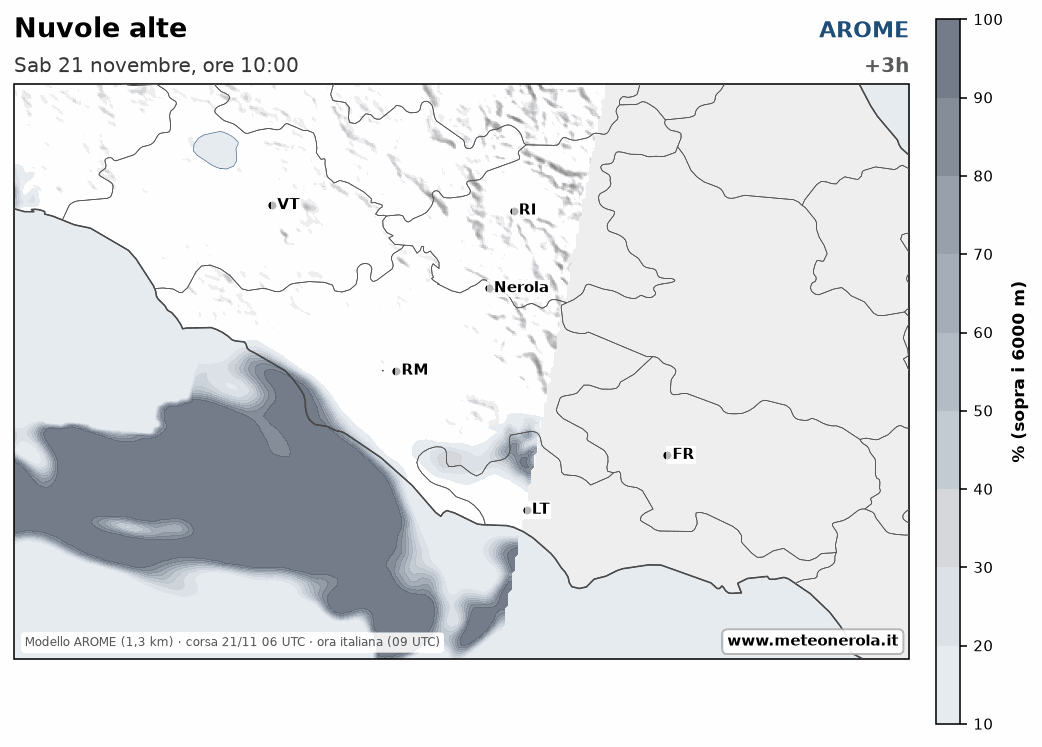 Nuvole alte
AROME
Sab 21 novembre, ore 10:00
+3h
VT
RI
Nerola
RM
FR
LT
Modello AROME (1,3 km) · corsa 21/11 06 UTC · ora italiana (09 UTC)
www.meteonerola.it
100
90
80
70
60
50
40
30
20
10
% (sopra i 6000 m)